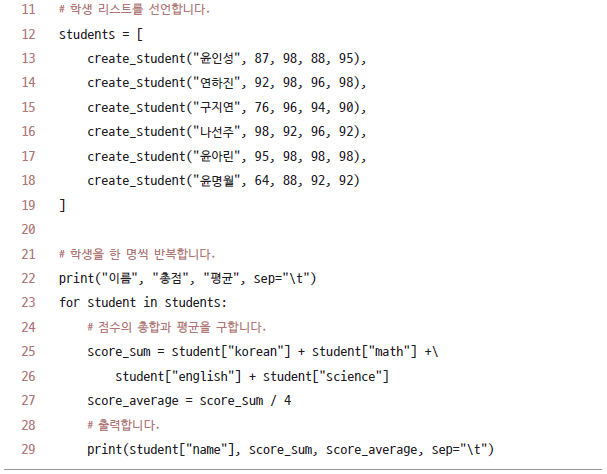 11 # 학생 리스트를 선언합니다.
12 students = [
13     create_student("윤인성", 87, 98, 88, 95),
14     create_student("연하진", 92, 98, 96, 98),
15     create_student("구지연", 76, 96, 94, 90),
16     create_student("나선주", 98, 92, 96, 92),
17     create_student("윤아린", 95, 98, 98, 98),
18     create_student("윤명월", 64, 88, 92, 92)
19 ]
20
21 # 학생을 한 명씩 반복합니다.
22 print("이름", "총점", "평균", sep="\t")
23 for student in students:
24     # 점수의 총합과 평균을 구합니다.
25     score_sum = student["korean"] + student["math"] +\
26         student["english"] + student["science"]
27     score_average = score_sum / 4
28     # 출력합니다.
29     print(student["name"], score_sum, score_average, sep="\t")